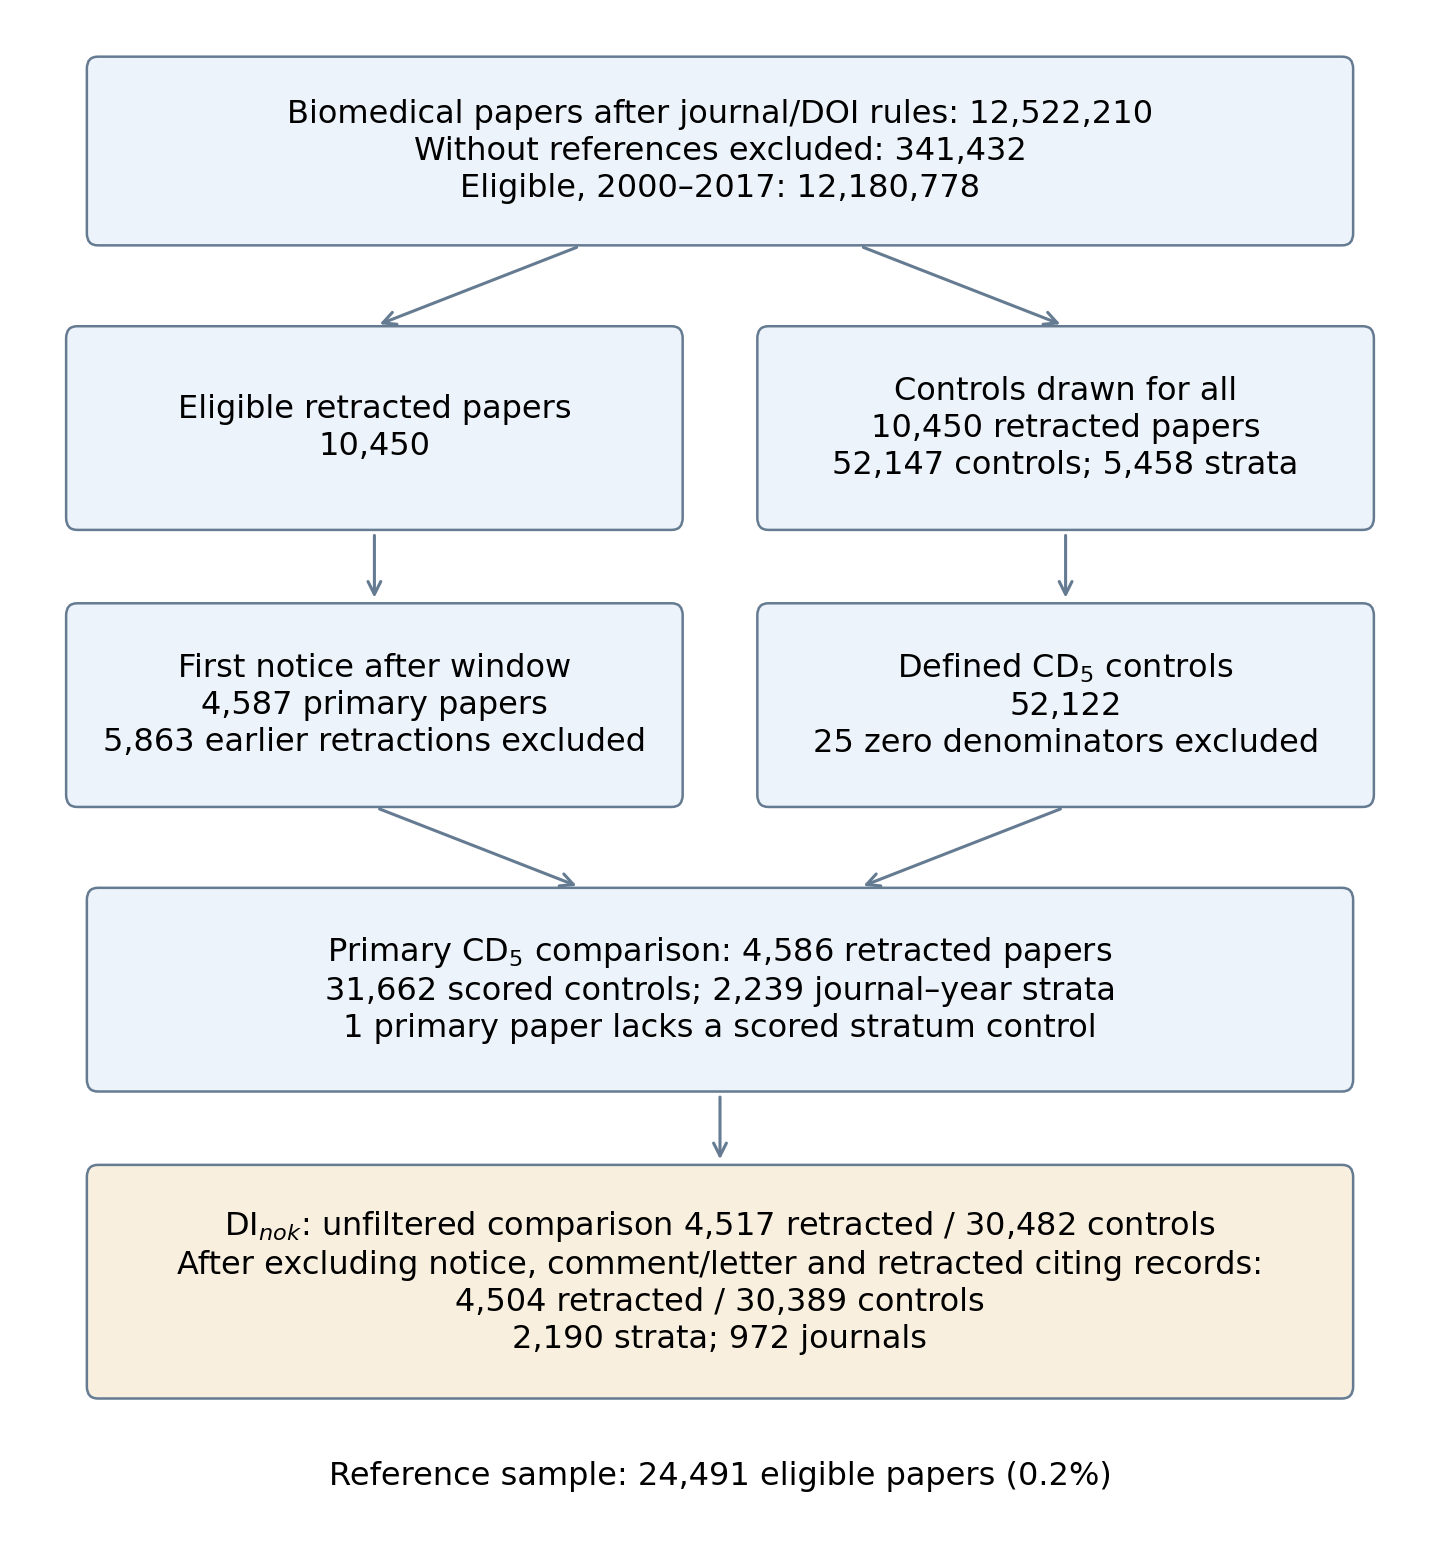 Biomedical papers after journal/DOI rules: 12,522,210
Without references excluded: 341,432
Eligible, 2000–2017: 12,180,778
Eligible retracted papers
10,450
Controls drawn for all
10,450 retracted papers
52,147 controls; 5,458 strata
First notice after window
4,587 primary papers
5,863 earlier retractions excluded
Defined CD5 controls
52,122
25 zero denominators excluded
Primary CD5 comparison: 4,586 retracted papers
31,662 scored controls; 2,239 journal–year strata
1 primary paper lacks a scored stratum control
DInok: unfiltered comparison 4,517 retracted / 30,482 controls
After excluding notice, comment/letter and retracted citing records:
4,504 retracted / 30,389 controls
2,190 strata; 972 journals
Reference sample: 24,491 eligible papers (0.2%)